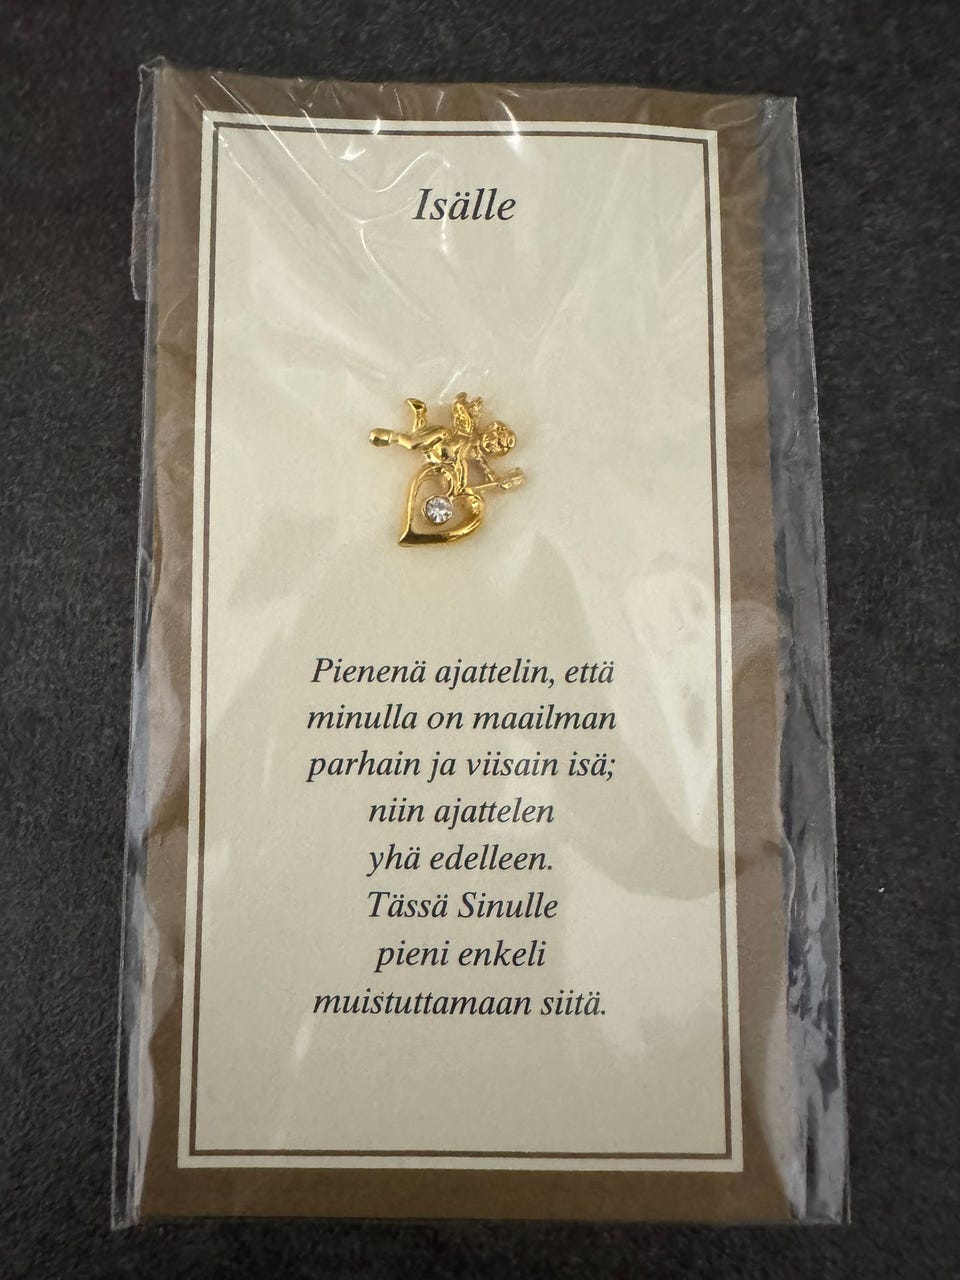 Isälle
Pienenä ajattelin, että
minulla on maailman
parhain ja viisain isä;
niin ajattelen
yhä edelleen.
Tässä Sinulle
pieni enkeli
muistuttamaan siitä.